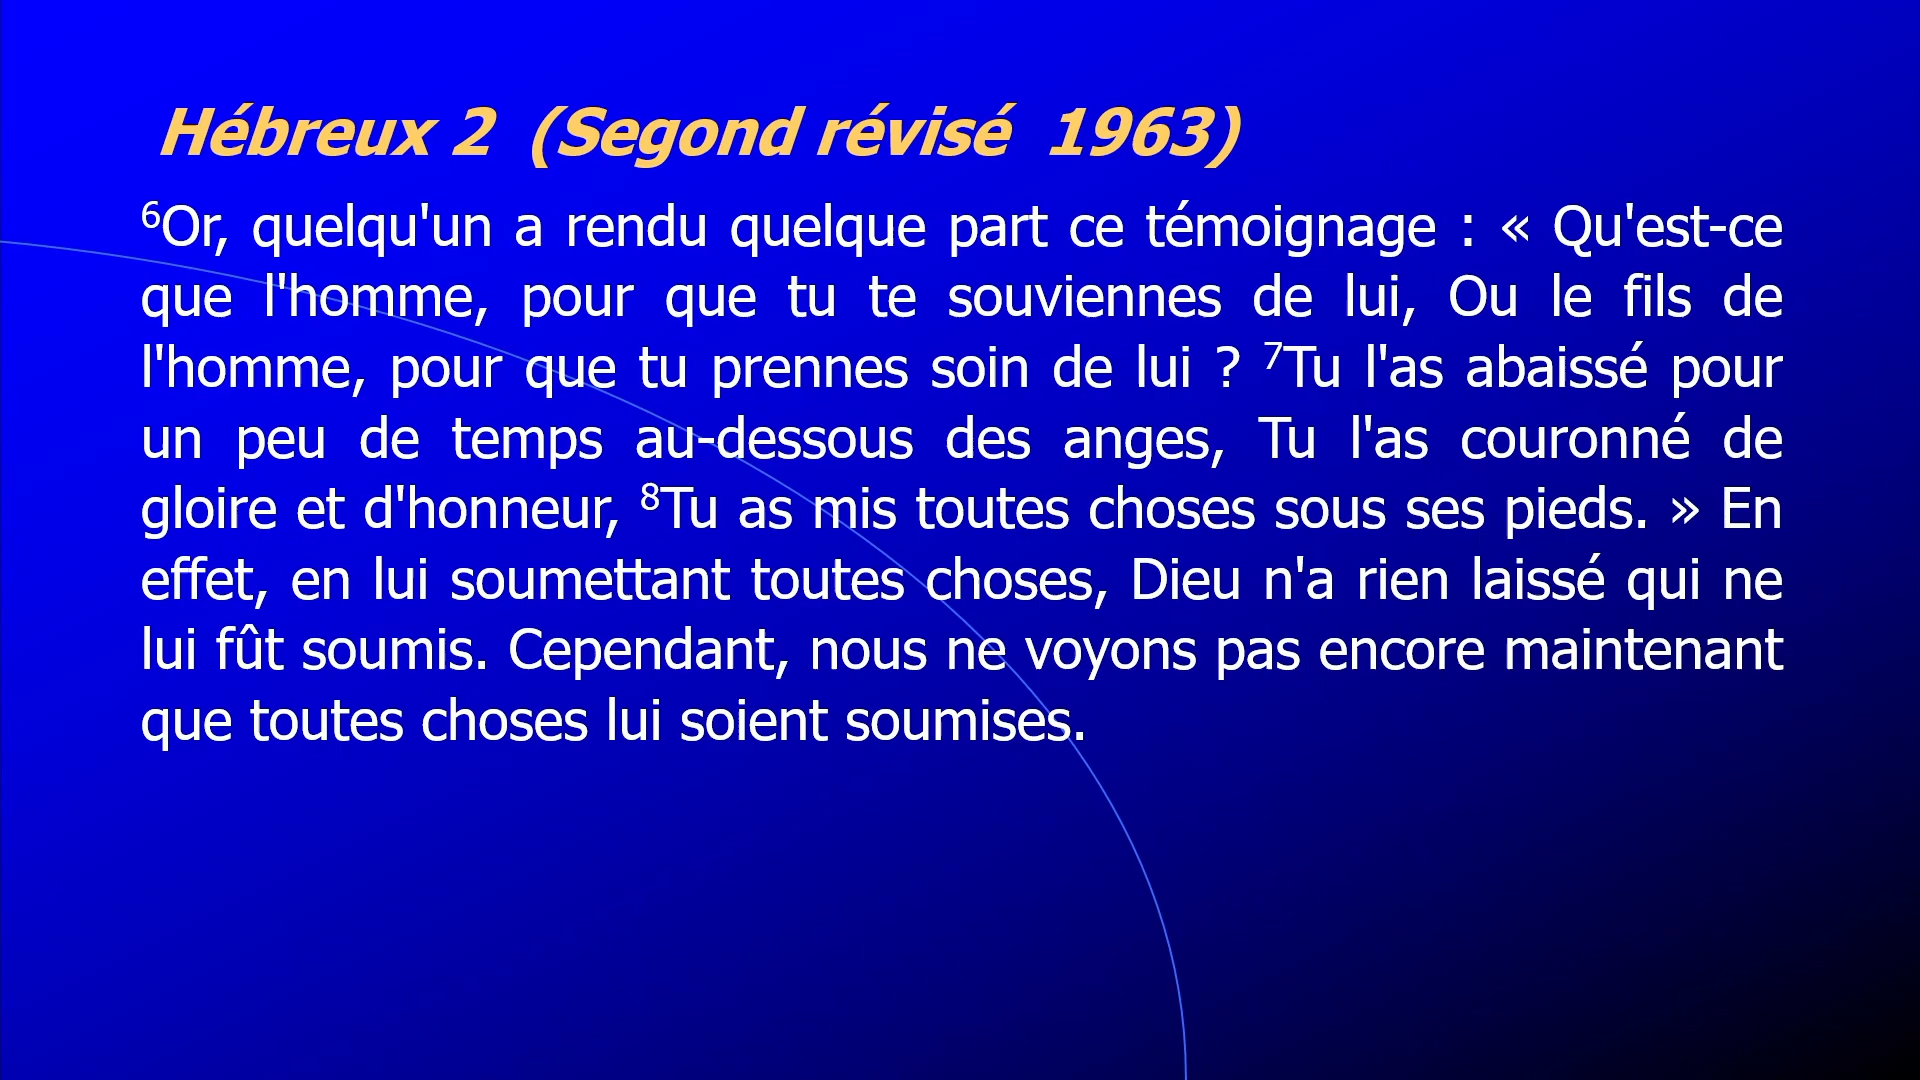 Hébreux 2  (Segond révisé  1963)
⁶Or, quelqu'un a rendu quelque part ce témoignage : « Qu'est-ce
que l'homme, pour que tu te souviennes de lui, Ou le fils de
l'homme, pour que tu prennes soin de lui ? ⁷Tu l'as abaissé pour
un peu de temps au-dessous des anges, Tu l'as couronné de
gloire et d'honneur, ⁸Tu as mis toutes choses sous ses pieds. » En
effet, en lui soumettant toutes choses, Dieu n'a rien laissé qui ne
lui fût soumis. Cependant, nous ne voyons pas encore maintenant
que toutes choses lui soient soumises.